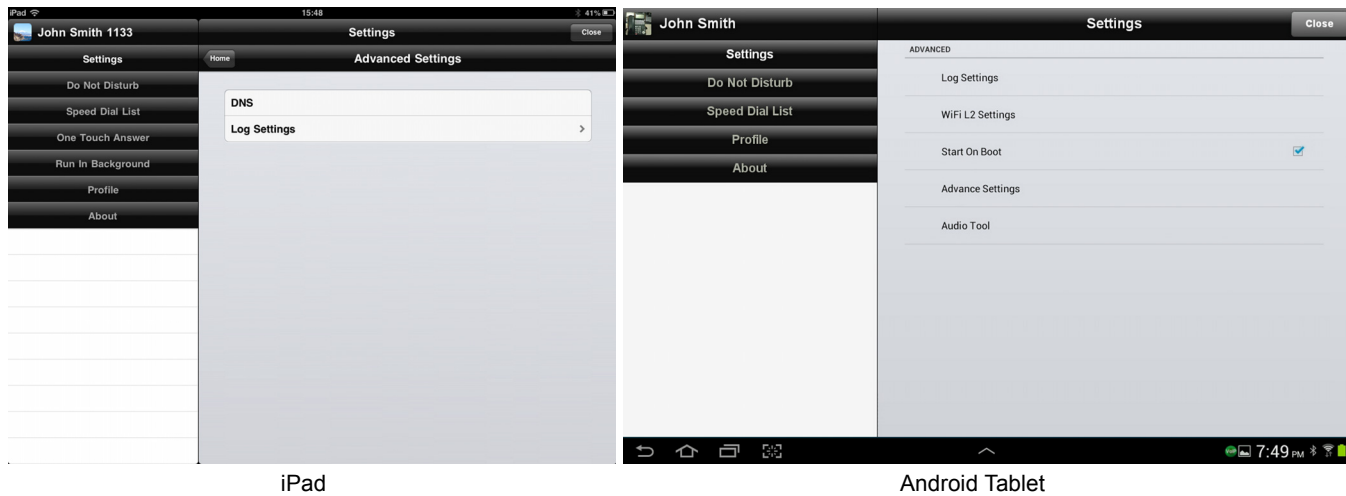 iPad
15:48
41%
John Smith 1133
Settings
Close
Settings
Home
Advanced Settings
Do Not Disturb
Speed Dial List
One Touch Answer
Run In Background
Profile
About
DNS
Log Settings
John Smith
Settings
Close
Settings
Do Not Disturb
Speed Dial List
Profile
About
ADVANCED
Log Settings
WiFi L2 Settings
Start On Boot
Advance Settings
Audio Tool
7:49 PM
iPad
Android Tablet